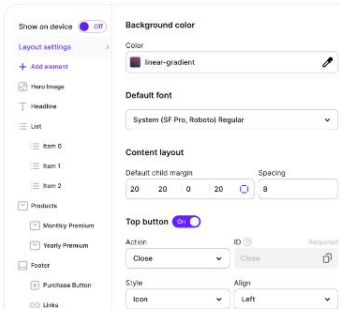 Show on device Off
Layout settings
+ Add element
Hero Image
Headline
List
Item 0
Item 1
Item 2
Products
Monthly Premium
Yearly Premium
Footer
Purchase Button
Links
Background color
Color
linear-gradient
Default font
System (SF Pro, Roboto) Regular
Content layout
Default child margin Spacing
20 20 0 20 8
Top button On
Action ID Required
Close Close
Style Align
Icon Left